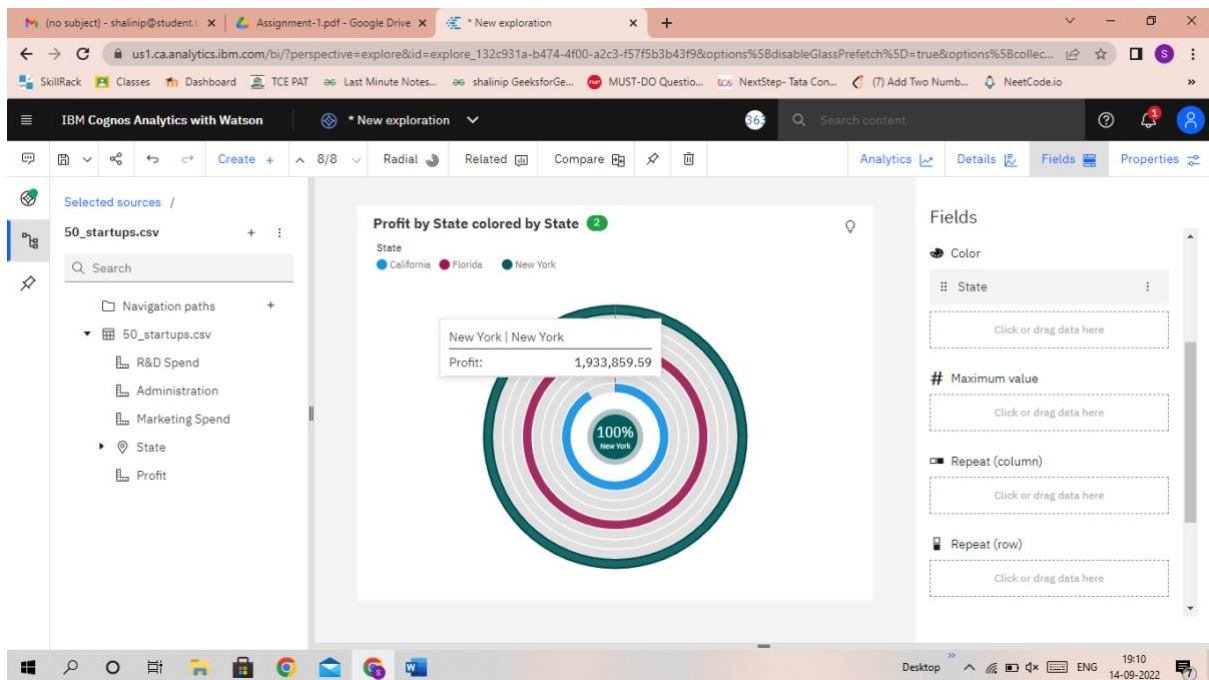 (no subject) - shalinip@student.t
Assignment-1.pdf - Google Drive
* New exploration
us1.ca.analytics.ibm.com/bi/?perspective=explore&id=explore_132c931a-b474-4f00-a2c3-f57f5b3b43f9&options%5BdisableGlassPrefetch%5D=true&options%5Bcollec...
S
SkillRack Classes Dashboard TCE PAT Last Minute Notes... shalinip GeeksforGe... MUST-DO Questio... NextStep- Tata Con... (7) Add Two Numb... NeetCode.io »
IBM Cognos Analytics with Watson
* New exploration
363
Search content
1
8/8 Radial Related Compare
Create +
Analytics Details Fields Properties
Selected sources /
50_startups.csv
Search
Navigation paths
50_startups.csv
R&D Spend
Administration
Marketing Spend
State
Profit
Profit by State colored by State 2
State
California Florida New York
New York | New York
Profit: 1,933,859.59
100%
New York
Fields
Color
State
Click or drag data here
# Maximum value
Click or drag data here
Repeat (column)
Click or drag data here
Repeat (row)
Click or drag data here
Desktop » ENG
19:10
14-09-2022